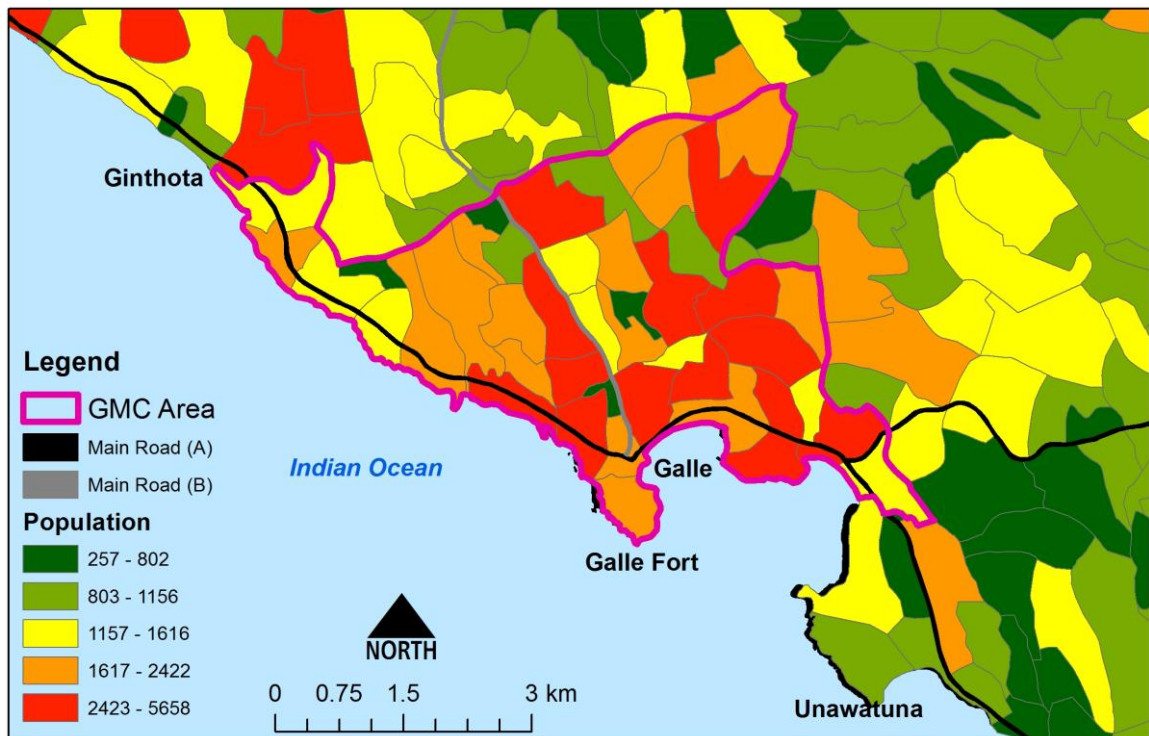 Ginthota
Legend
GMC Area
Main Road (A)
Main Road (B)
Indian Ocean
Galle
Population
257 - 802
803 - 1156
1157 - 1616
1617 - 2422
2423 - 5658
Galle Fort
NORTH
0 0.75 1.5 3 km
Unawatuna